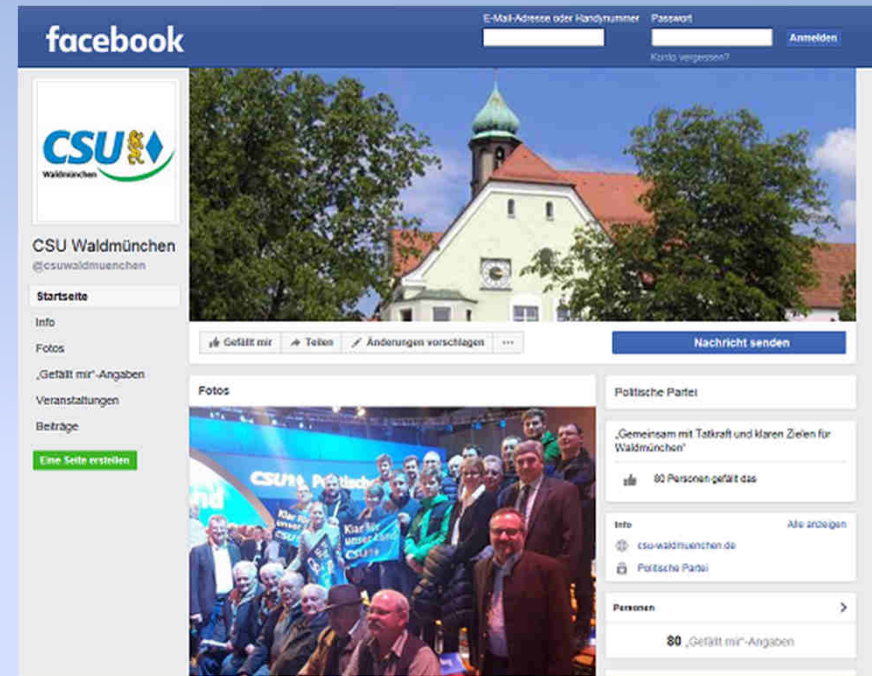 facebook
E-Mail-Adresse oder Handynummer
Passwort
Anmelden
Konto vergessen?
CSU
Waldmünchen
CSU Waldmünchen
@csuwaldmuenchen
Startseite
Info
Fotos
„Gefällt mir“-Angaben
Veranstaltungen
Beiträge
Eine Seite erstellen
Gefällt mir
Teilen
Änderungen vorschlagen
...
Nachricht senden
Fotos
CSU
Klar für
unser Land
CSU
Politische Partei
„Gemeinsam mit Tatkraft und klaren Zielen für
Waldmünchen“
80 Personen gefällt das
Info
Alle anzeigen
csu-waldmuenchen.de
Politische Partei
Personen
80 „Gefällt mir“-Angaben